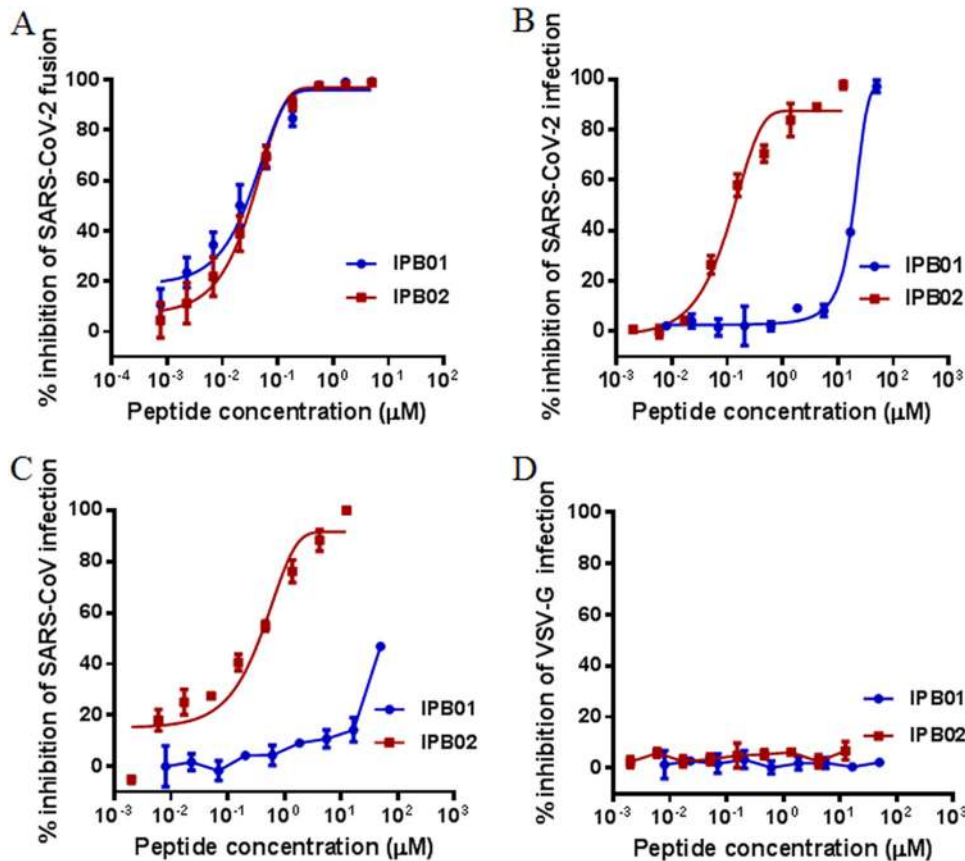 A
% inhibition of SARS-CoV-2 fusion
100
80
60
40
20
0
IPB01
IPB02
10⁻⁴ 10⁻³ 10⁻² 10⁻¹ 10⁰ 10¹ 10²
Peptide concentration (μM)
B
% inhibition of SARS-CoV-2 infection
100
80
60
40
20
0
IPB01
IPB02
10⁻³ 10⁻² 10⁻¹ 10⁰ 10¹ 10² 10³
Peptide concentration (μM)
C
% inhibition of SARS-CoV infection
100
80
60
40
20
0
IPB01
IPB02
10⁻³ 10⁻² 10⁻¹ 10⁰ 10¹ 10² 10³
Peptide concentration (μM)
D
% inhibition of VSV-G infection
100
80
60
40
20
0
IPB01
IPB02
10⁻³ 10⁻² 10⁻¹ 10⁰ 10¹ 10² 10³
Peptide concentration (μM)